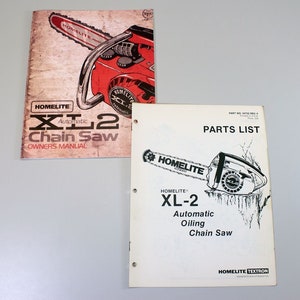 HOMELITE
XL-2
Automatic
Chain Saw
OWNERS MANUAL
PARTS LIST
HOMELITE
HOMELITE
XL-2
Automatic
Oiling
Chain Saw
HOMELITE TEXTRON